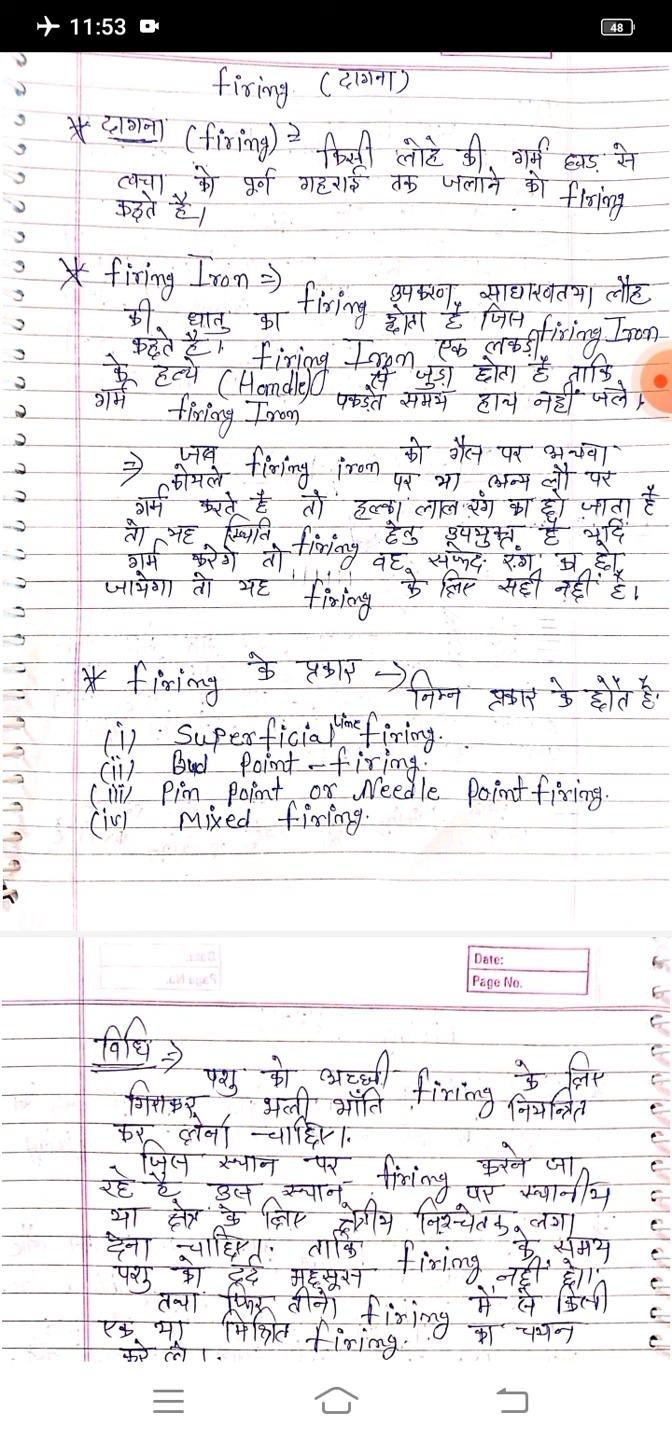 11:53
48
firing (दागना)
* दागना (firing) ⇒ किसी लोहे की गर्म छड़ से
त्वचा को पूर्ण गहराई तक जलाने को firing
कहते है।
* firing Iron ⇒ firing उपकरण साधारणतया लौह
की धातु का होता है जिसे firing Iron
कहते है। firing Iron एक लकड़ी
के हत्थे (Handle) से जुड़ा होता है ताकि
गर्म firing Iron पकड़ते समय हाथ नहीं जले।
⇒ जब firing iron को गैस पर अथवा
कोयले पर या अन्य लौ पर
गर्म करते है तो हल्का लाल रंग का हो जाता है
तो यह स्थिति firing हेतु उपयुक्त है यदि
गर्म करेगे तो वह सफेद रंग का हो
जायेगा तो यह firing के लिए सही नहीं है।
* firing के प्रकार → निम्न प्रकार के होते है
(i) Superficial Line firing.
(ii) Bud Point - firing.
(iii) Pin Point or Needle Point firing.
(iv) Mixed firing.
Date:
Page No.
विधि ⇒ पशु को अच्छी firing के लिए
गिराकर भली भाँति नियन्त्रित
कर लेना चाहिए।
जिस स्थान पर firing करने जा
रहे है उस स्थान पर स्थानीय
या क्षेत्र के लिए क्षेत्रीय निश्चेतक लगा
देना चाहिए। ताकि firing के समय
पशु को दर्द महसूस नहीं हो।
तथा फिर तीनो firing में से किसी
एक या मिश्रित firing का चयन
करे ले।